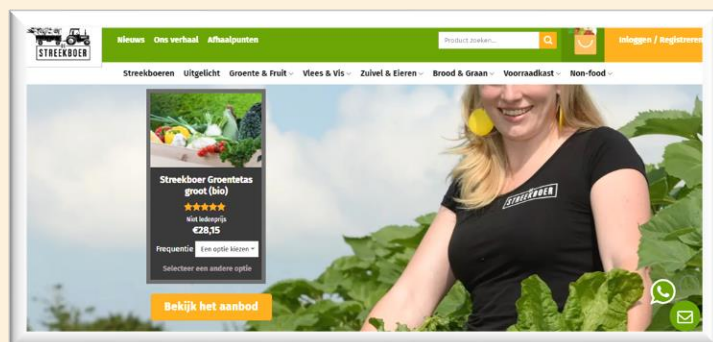 STREEKBOER
Nieuws Ons verhaal Afhaalpunten
Product zoeken...
Inloggen / Registreren
Streekboeren Uitgelicht Groente & Fruit Vlees & Vis Zuivel & Eieren Brood & Graan Voorraadkast Non-food
Streekboer Groentetas
groot (bio)
Niet ledenprijs
€28,15
Frequentie Een optie kiezen
Selecteer een andere optie
Bekijk het aanbod
STREEKBOER